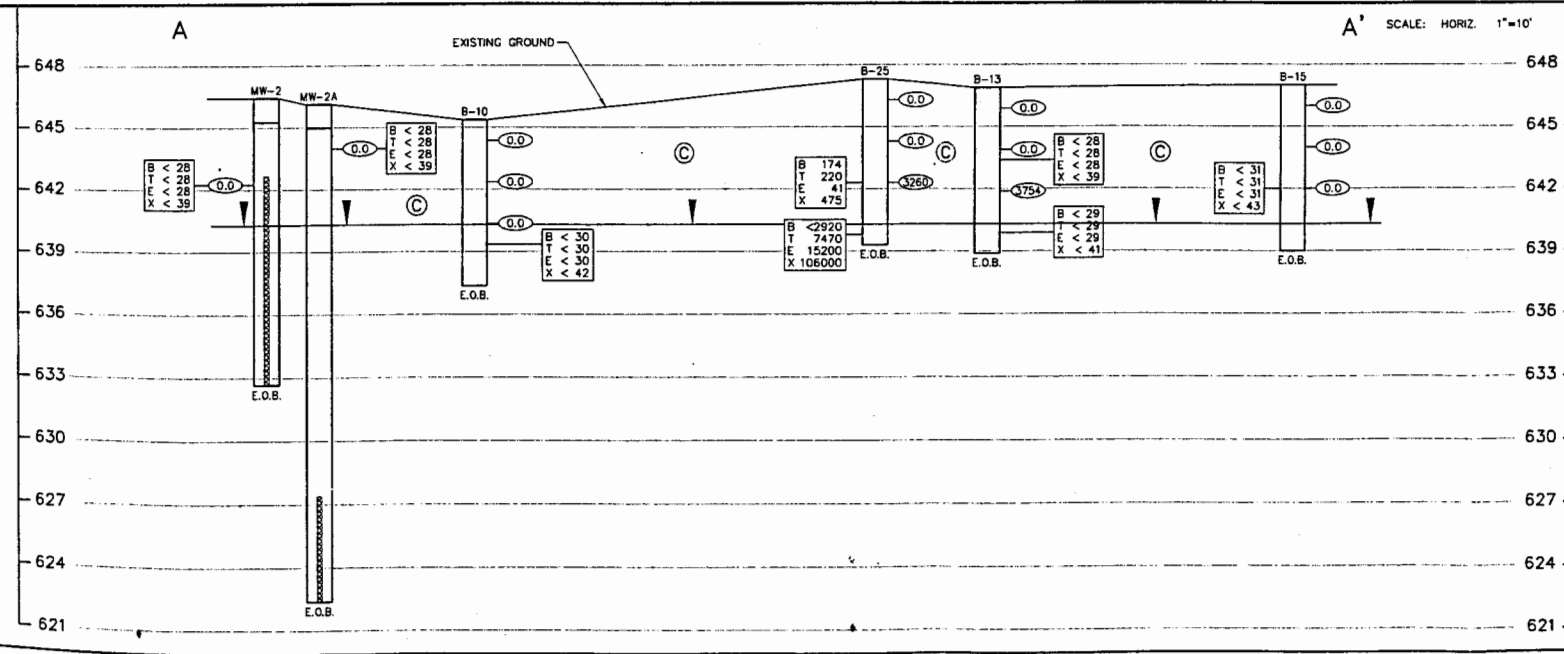 A
A' SCALE: HORIZ. 1"=10'
EXISTING GROUND
648
648
MW-2
MW-2A
B-10
B-25
B-13
B-15
0.0
0.0
0.0
645
645
B < 28
T < 28
E < 28
X < 39
0.0
0.0
0.0
0.0
0.0
B < 28
T < 28
E < 28
X < 39
C
C
C
B < 28
T < 28
E < 28
X < 39
0.0
0.0
B 174
T 220
E 41
X 475
3260
3754
B < 31
T < 31
E < 31
X < 43
0.0
642
642
C
0.0
B <2920
T 7470
E 15200
X 106000
B < 29
T < 29
E < 29
X < 41
B < 30
T < 30
E < 30
X < 42
639
639
E.O.B.
E.O.B.
E.O.B.
E.O.B.
636
636
633
633
E.O.B.
630
630
627
627
624
624
E.O.B.
621
621